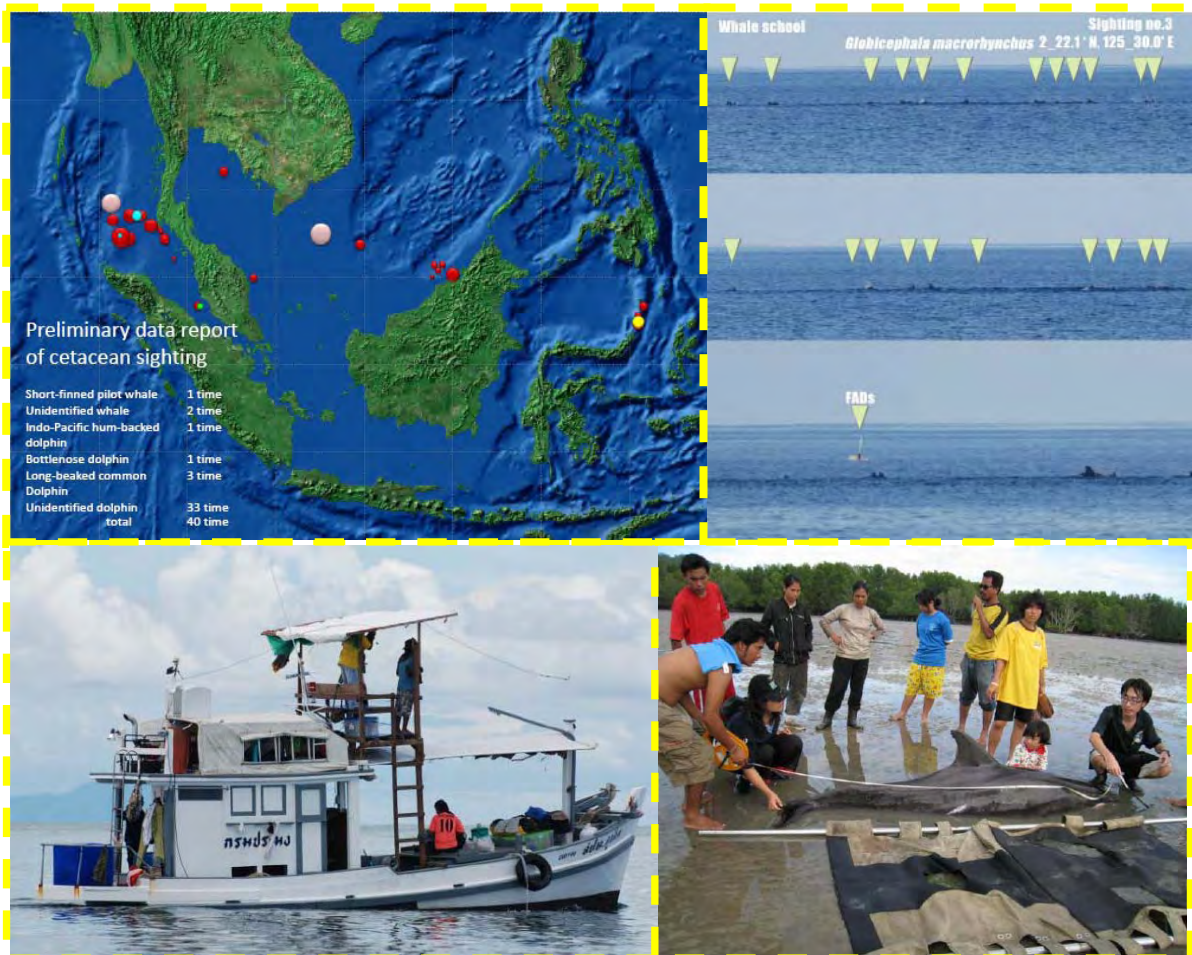 Preliminary data report
of cetacean sighting
Short-finned pilot whale 1 time
Unidentified whale 2 time
Indo-Pacific hum-backed 1 time
dolphin
Bottlenose dolphin 1 time
Long-beaked common 3 time
Dolphin
Unidentified dolphin 33 time
total 40 time
Whale school
Sighting no.3
Globicephala macrorhynchus 2_22.1 ' N, 125_30.0' E
FADs
กรมประมง
10